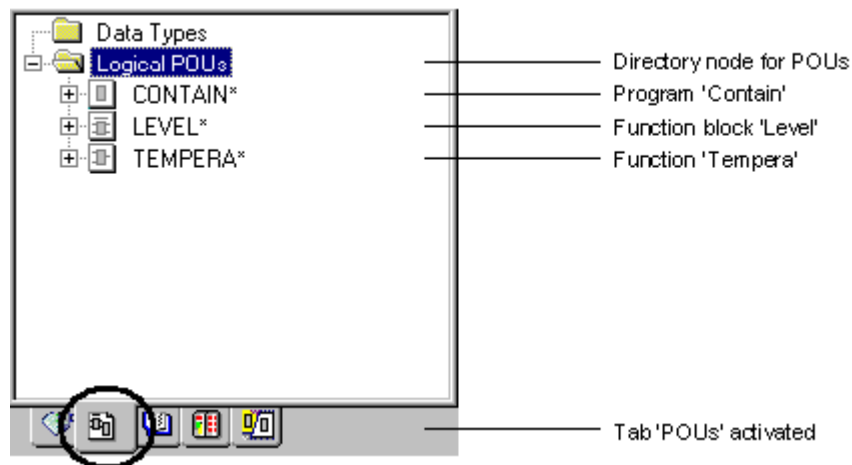 Data Types
Logical POUs
Directory node for POUs
CONTAIN*
Program 'Contain'
LEVEL*
Function block 'Level'
TEMPERA*
Function 'Tempera'
Tab 'POUs' activated